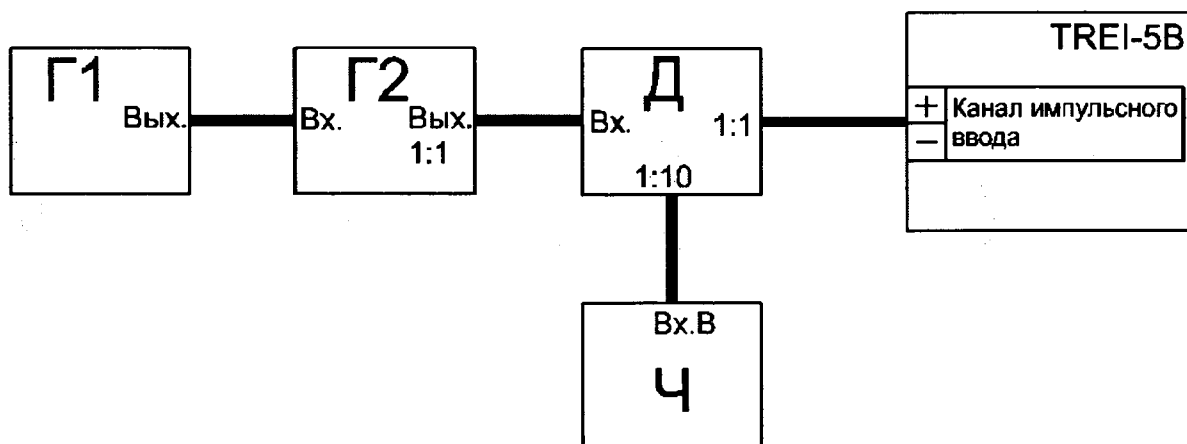 Г1
Вых.
Г2
Вх.
Вых.
1:1
Д
Вх.
1:1
1:10
TREI-5B
+
−
Канал импульсного
ввода
Вх.В
Ч